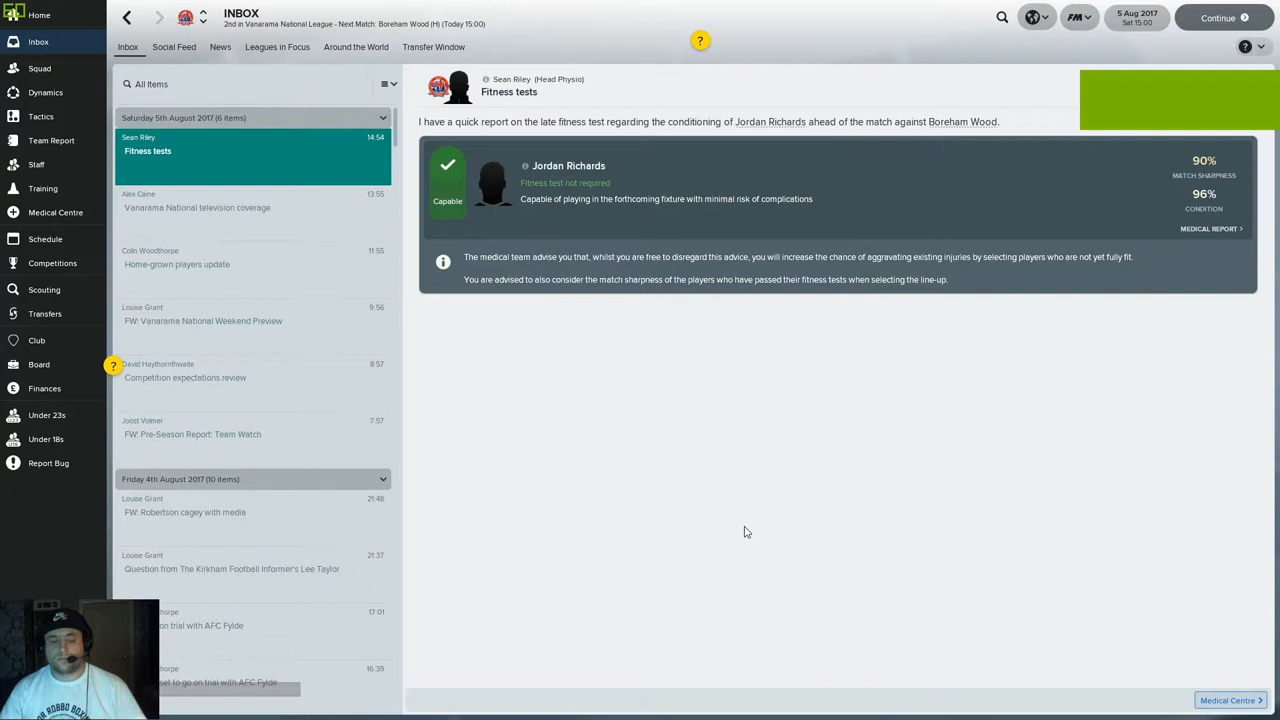 60
Home
Inbox
Squad
Dynamics
Tactics
Team Report
Staff
Training
Medical Centre
Schedule
Competitions
Scouting
Transfers
Club
Board
Finances
Under 23s
Under 18s
Report Bug
INBOX
2nd in Vanarama National League - Next Match: Boreham Wood (H) (Today 15:00)
FM
5 Aug 2017
Sat 15:00
Continue
Inbox Social Feed News Leagues in Focus Around the World Transfer Window
?
?
All Items
Saturday 5th August 2017 (6 items)
Sean Riley 14:54
Fitness tests
Alex Caine 13:55
Vanarama National television coverage
Colin Woodthorpe 11:55
Home-grown players update
Louise Grant 9:56
FW: Vanarama National Weekend Preview
?
David Haythornthwaite 8:57
Competition expectations review
Joost Volmer 7:57
FW: Pre-Season Report: Team Watch
Friday 4th August 2017 (10 items)
Louise Grant 21:48
FW: Robertson cagey with media
Louise Grant 21:37
Question from The Kirkham Football Informer's Lee Taylor
thorpe 17:01
on trial with AFC Fylde
thorpe 16:39
set to go on trial with AFC Fylde
Sean Riley (Head Physio)
Fitness tests
I have a quick report on the late fitness test regarding the conditioning of Jordan Richards ahead of the match against Boreham Wood.
Capable
Jordan Richards
Fitness test not required
Capable of playing in the forthcoming fixture with minimal risk of complications
90%
MATCH SHARPNESS
96%
CONDITION
MEDICAL REPORT >
The medical team advise you that, whilst you are free to disregard this advice, you will increase the chance of aggravating existing injuries by selecting players who are not yet fully fit.
You are advised to also consider the match sharpness of the players who have passed their fitness tests when selecting the line-up.
Medical Centre >